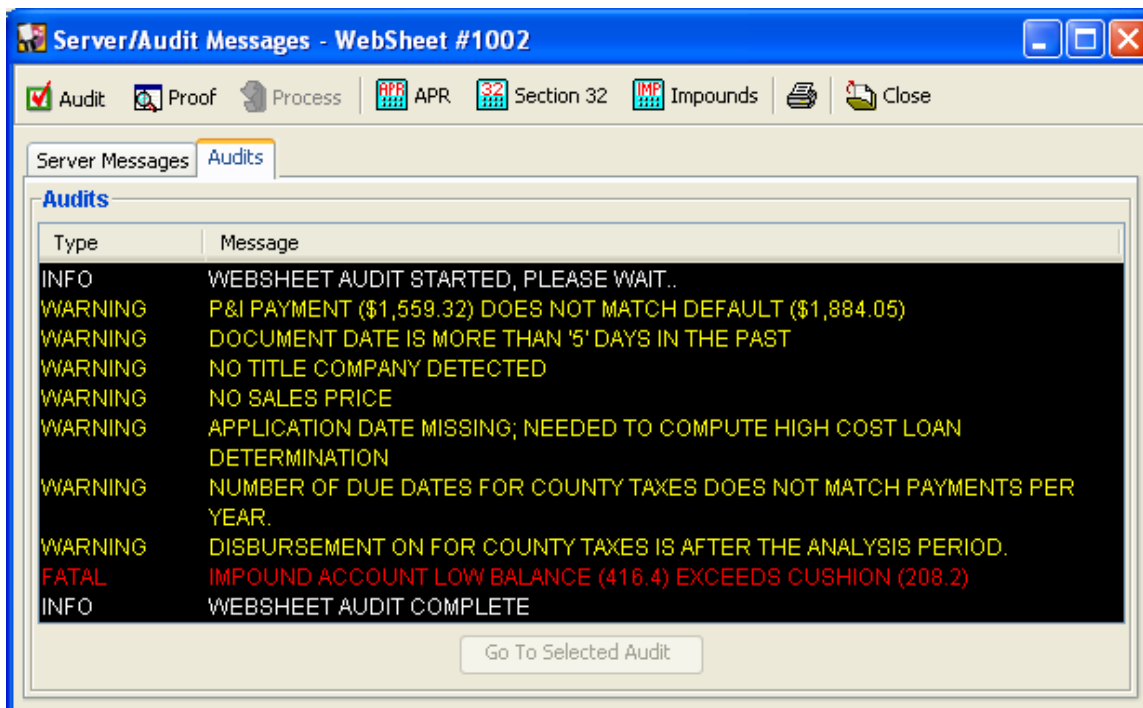 Server/Audit Messages - WebSheet #1002
Audit Proof Process APR APR 32 Section 32 IMP Impounds Close
Server Messages Audits
Audits
Type Message
INFO WEBSHEET AUDIT STARTED, PLEASE WAIT..
WARNING P&I PAYMENT ($1,559.32) DOES NOT MATCH DEFAULT ($1,884.05)
WARNING DOCUMENT DATE IS MORE THAN '5' DAYS IN THE PAST
WARNING NO TITLE COMPANY DETECTED
WARNING NO SALES PRICE
WARNING APPLICATION DATE MISSING; NEEDED TO COMPUTE HIGH COST LOAN
DETERMINATION
WARNING NUMBER OF DUE DATES FOR COUNTY TAXES DOES NOT MATCH PAYMENTS PER
YEAR.
WARNING DISBURSEMENT ON FOR COUNTY TAXES IS AFTER THE ANALYSIS PERIOD.
FATAL IMPOUND ACCOUNT LOW BALANCE (416.4) EXCEEDS CUSHION (208.2)
INFO WEBSHEET AUDIT COMPLETE
Go To Selected Audit